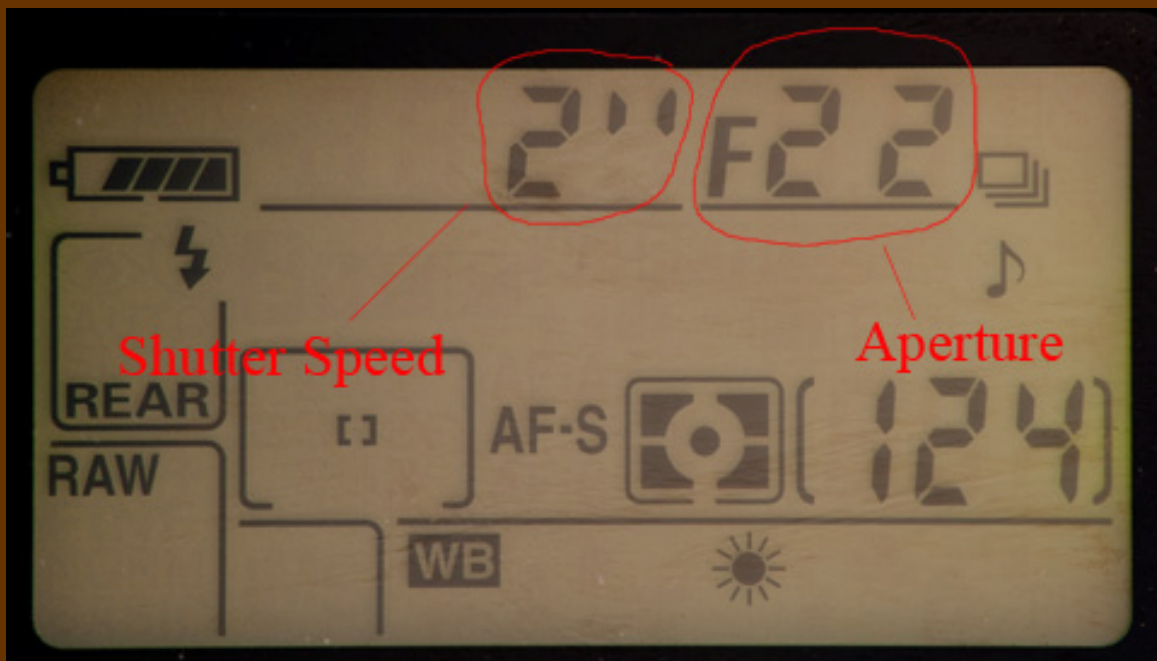 2'' F22
Shutter Speed Aperture
REAR
AF-S [124]
RAW
WB